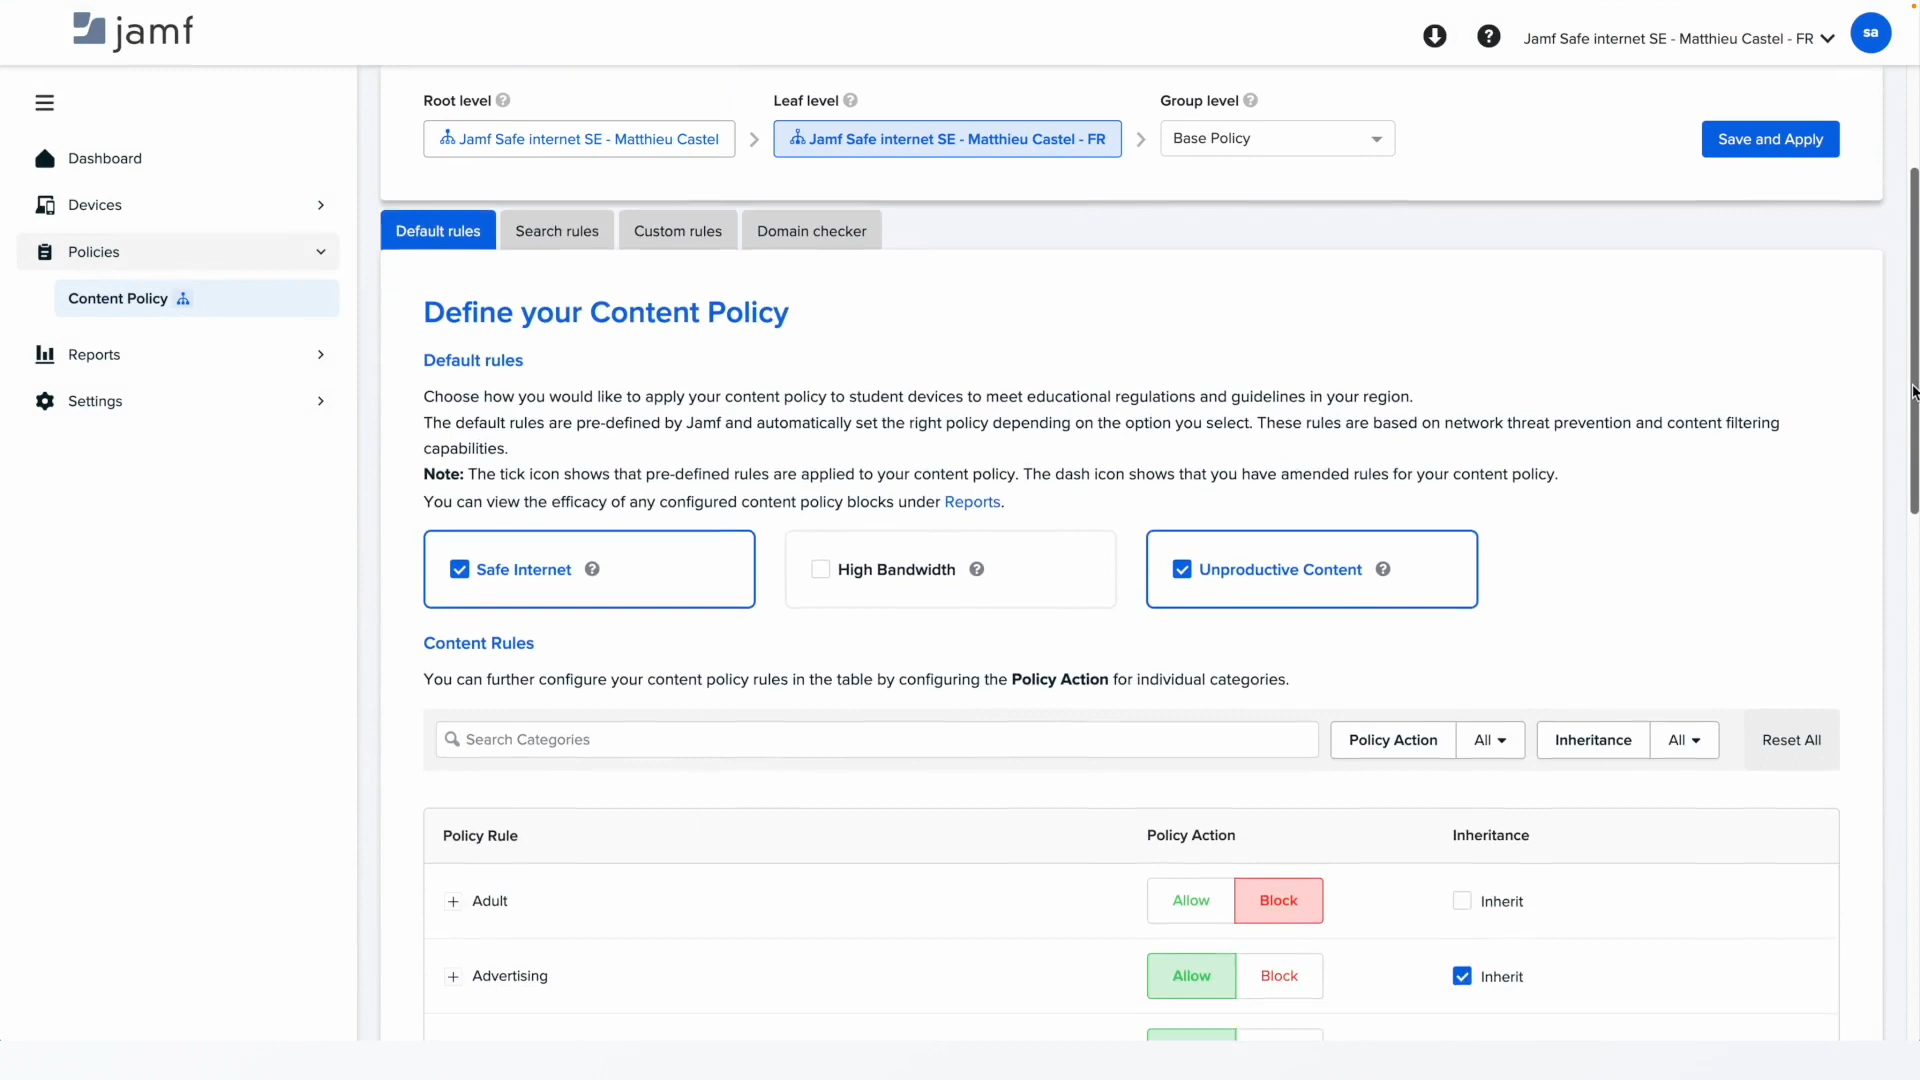 jamf
Jamf Safe internet SE - Matthieu Castel - FR
sa
Dashboard
Devices
Policies
Content Policy
Reports
Settings
Root level
Leaf level
Group level
Jamf Safe internet SE - Matthieu Castel
Jamf Safe internet SE - Matthieu Castel - FR
Base Policy
Save and Apply
Default rules
Search rules
Custom rules
Domain checker
Define your Content Policy
Default rules
Choose how you would like to apply your content policy to student devices to meet educational regulations and guidelines in your region.
The default rules are pre-defined by Jamf and automatically set the right policy depending on the option you select. These rules are based on network threat prevention and content filtering
capabilities.
Note: The tick icon shows that pre-defined rules are applied to your content policy. The dash icon shows that you have amended rules for your content policy.
You can view the efficacy of any configured content policy blocks under Reports.
Safe Internet
High Bandwidth
Unproductive Content
Content Rules
You can further configure your content policy rules in the table by configuring the Policy Action for individual categories.
Search Categories
Policy Action
All
Inheritance
All
Reset All
Policy Rule
Policy Action
Inheritance
Adult
Allow
Block
Inherit
Advertising
Allow
Block
Inherit